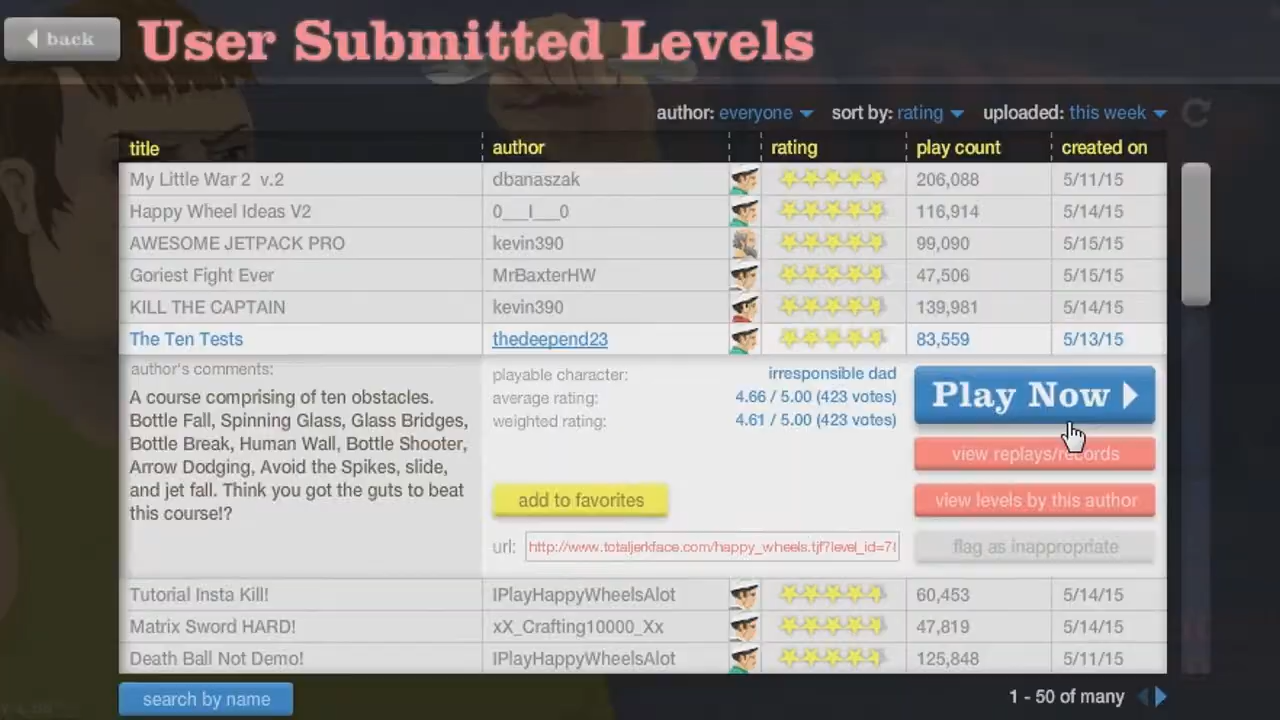 back
User Submitted Levels
author: everyone sort by: rating uploaded: this week
title author rating play count created on
My Little War 2 v.2 dbanaszak 206,088 5/11/15
Happy Wheel Ideas V2 0___l___0 116,914 5/14/15
AWESOME JETPACK PRO kevin390 99,090 5/15/15
Goriest Fight Ever MrBaxterHW 47,506 5/15/15
KILL THE CAPTAIN kevin390 139,981 5/14/15
The Ten Tests thedeepend23 83,559 5/13/15
author's comments:
A course comprising of ten obstacles.
Bottle Fall, Spinning Glass, Glass Bridges,
Bottle Break, Human Wall, Bottle Shooter,
Arrow Dodging, Avoid the Spikes, slide,
and jet fall. Think you got the guts to beat
this course!?
playable character: irresponsible dad
average rating: 4.66 / 5.00 (423 votes)
weighted rating: 4.61 / 5.00 (423 votes)
add to favorites
url: http://www.totaljerkface.com/happy_wheels.tjf?level_id=7
Play Now
view replays/records
view levels by this author
flag as inappropriate
Tutorial Insta Kill! IPlayHappyWheelsAlot 60,453 5/14/15
Matrix Sword HARD! xX_Crafting10000_Xx 47,819 5/14/15
Death Ball Not Demo! IPlayHappyWheelsAlot 125,848 5/11/15
search by name
1 - 50 of many